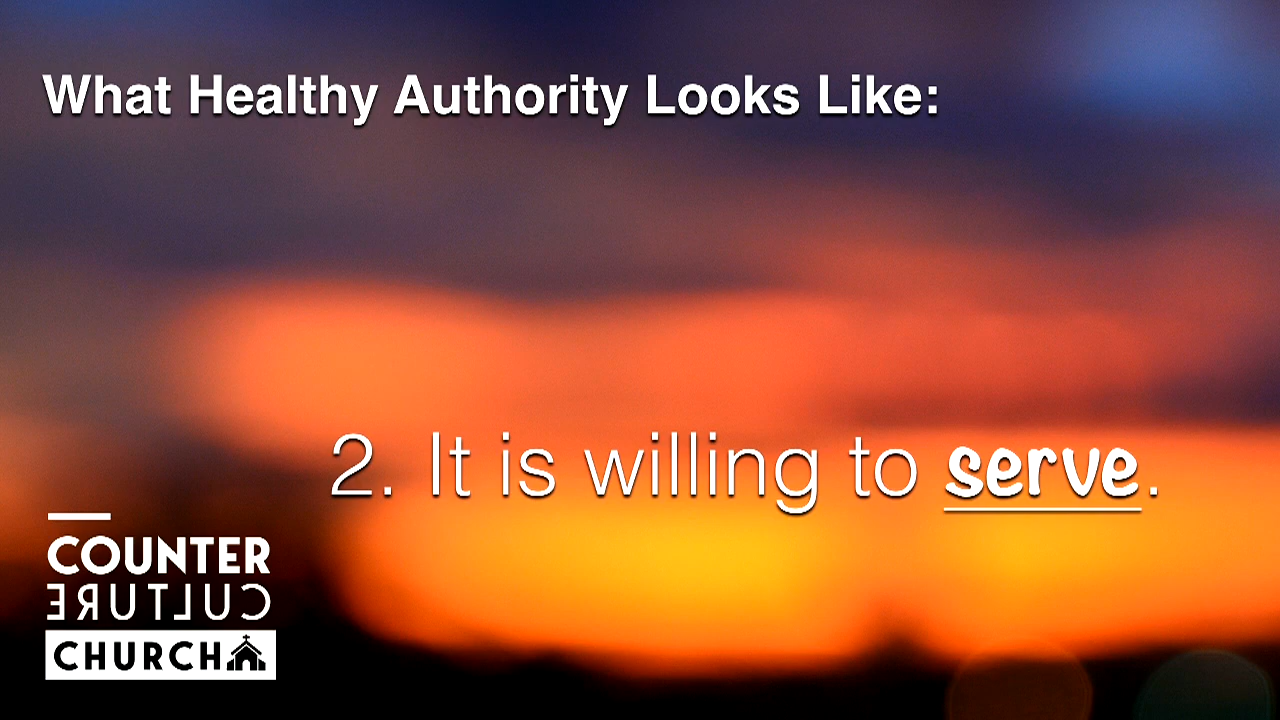 What Healthy Authority Looks Like:
2. It is willing to serve.
COUNTER
CULTURE
CHURCH